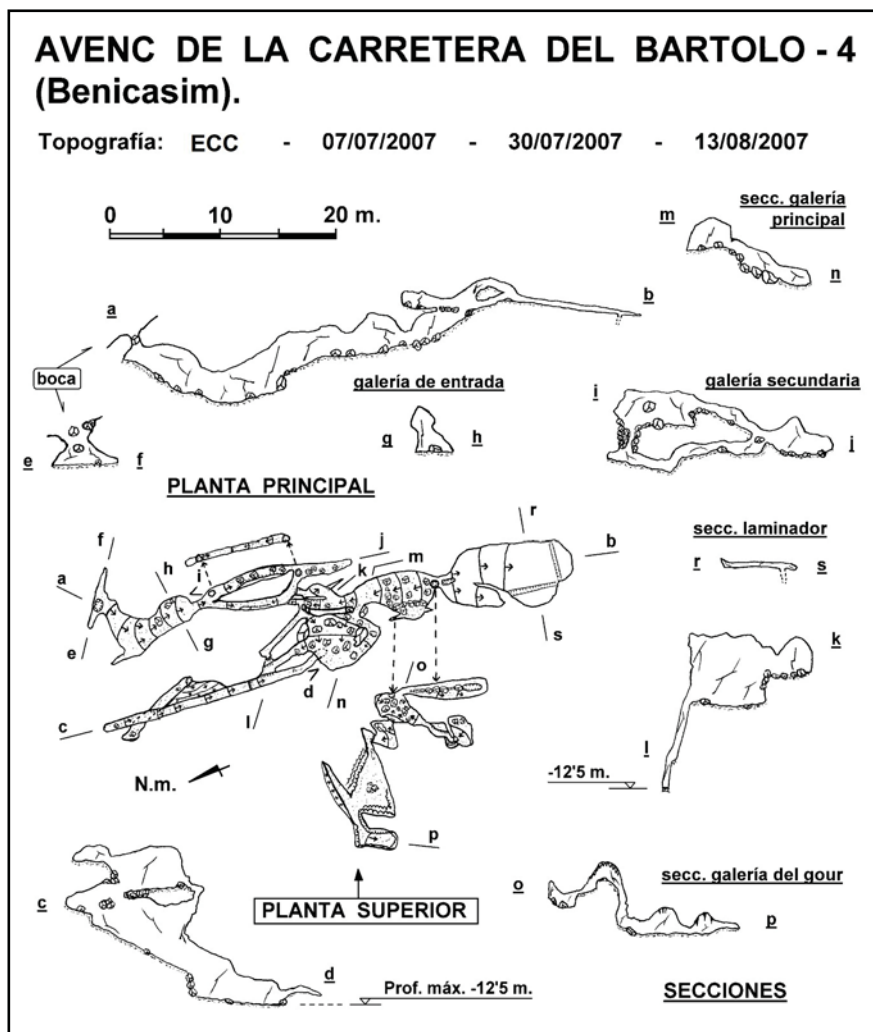 AVENC DE LA CARRETERA DEL BARTOLO - 4
(Benicasim).
Topografía: ECC - 07/07/2007 - 30/07/2007 - 13/08/2007
0 10 20 m.
secc. galería
principal
m
n
a
b
boca
galería de entrada
g h
e f
galería secundaria
i
j
PLANTA PRINCIPAL
r
f
h
i
j
m
b
a
k
e
g
s
secc. laminador
r s
o
d
n
c
l
N.m.
p
PLANTA SUPERIOR
k
l
-12'5 m.
c
d
Prof. máx. -12'5 m.
secc. galería del gour
o
p
SECCIONES